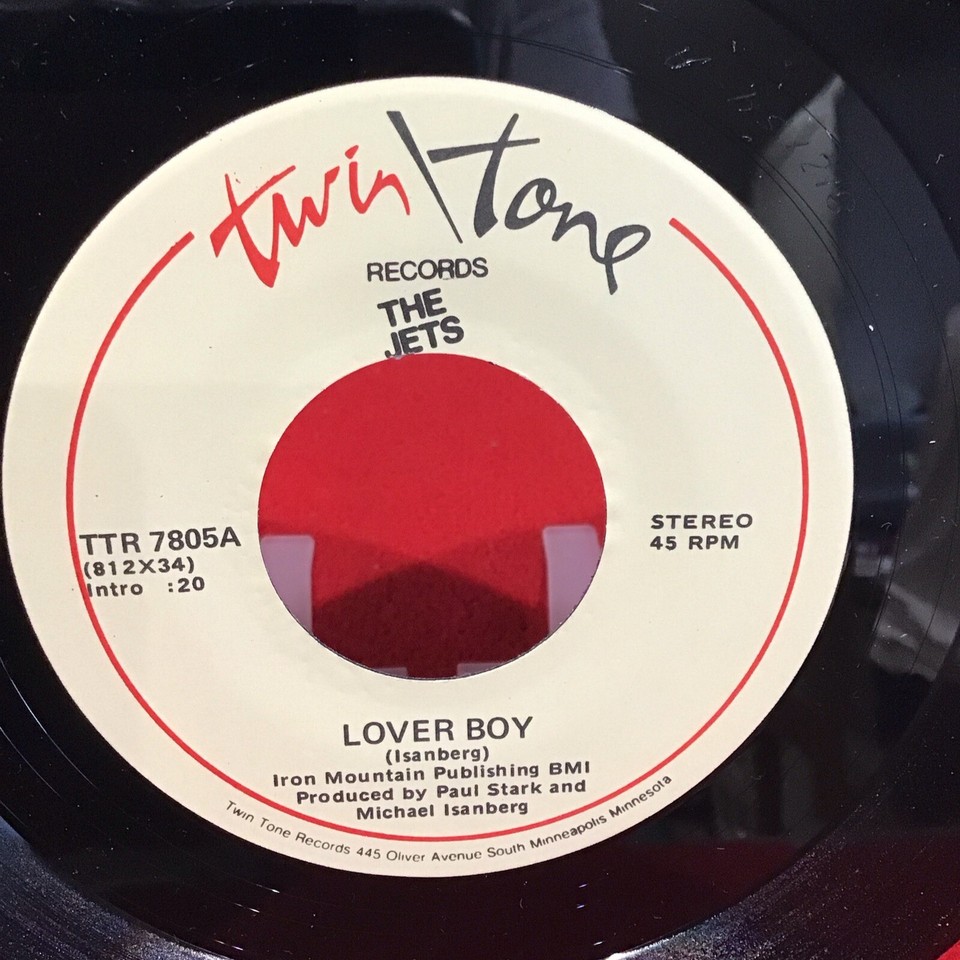 twin\Tone
RECORDS
THE
JETS
TTR 7805A
(812X34)
Intro :20
STEREO
45 RPM
LOVER BOY
(Isanberg)
Iron Mountain Publishing BMI
Produced by Paul Stark and
Michael Isanberg
Twin Tone Records 445 Oliver Avenue South Minneapolis Minnesota